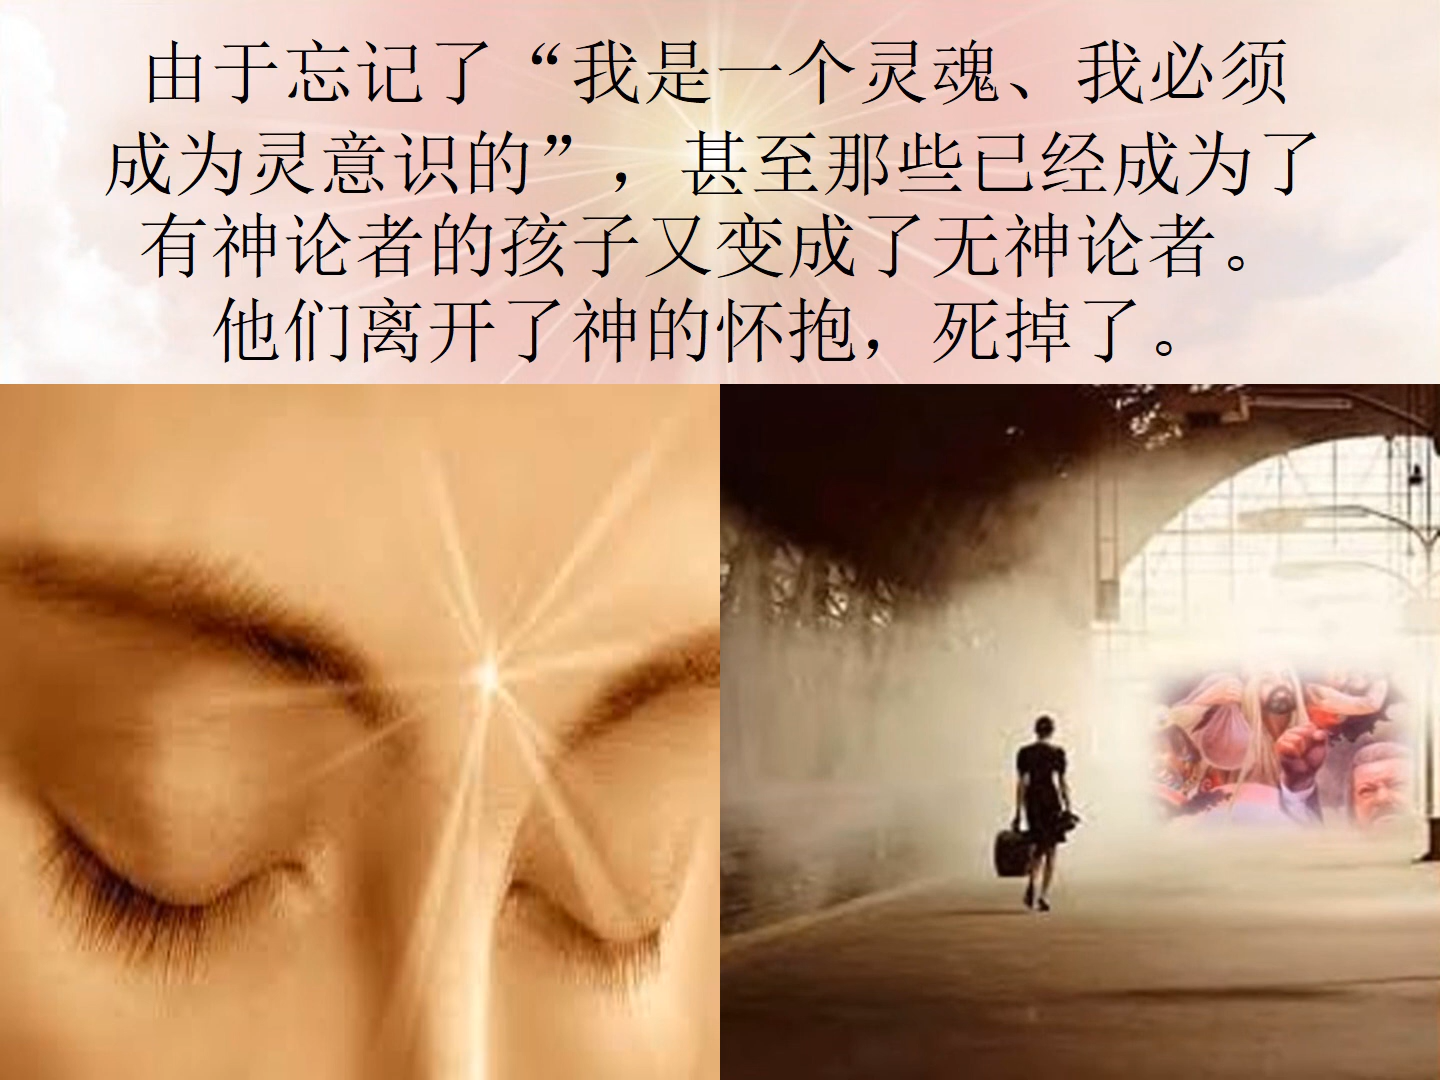 由于忘记了“我是一个灵魂、我必须
成为灵意识的”，甚至那些已经成为了
有神论者的孩子又变成了无神论者。
他们离开了神的怀抱，死掉了。